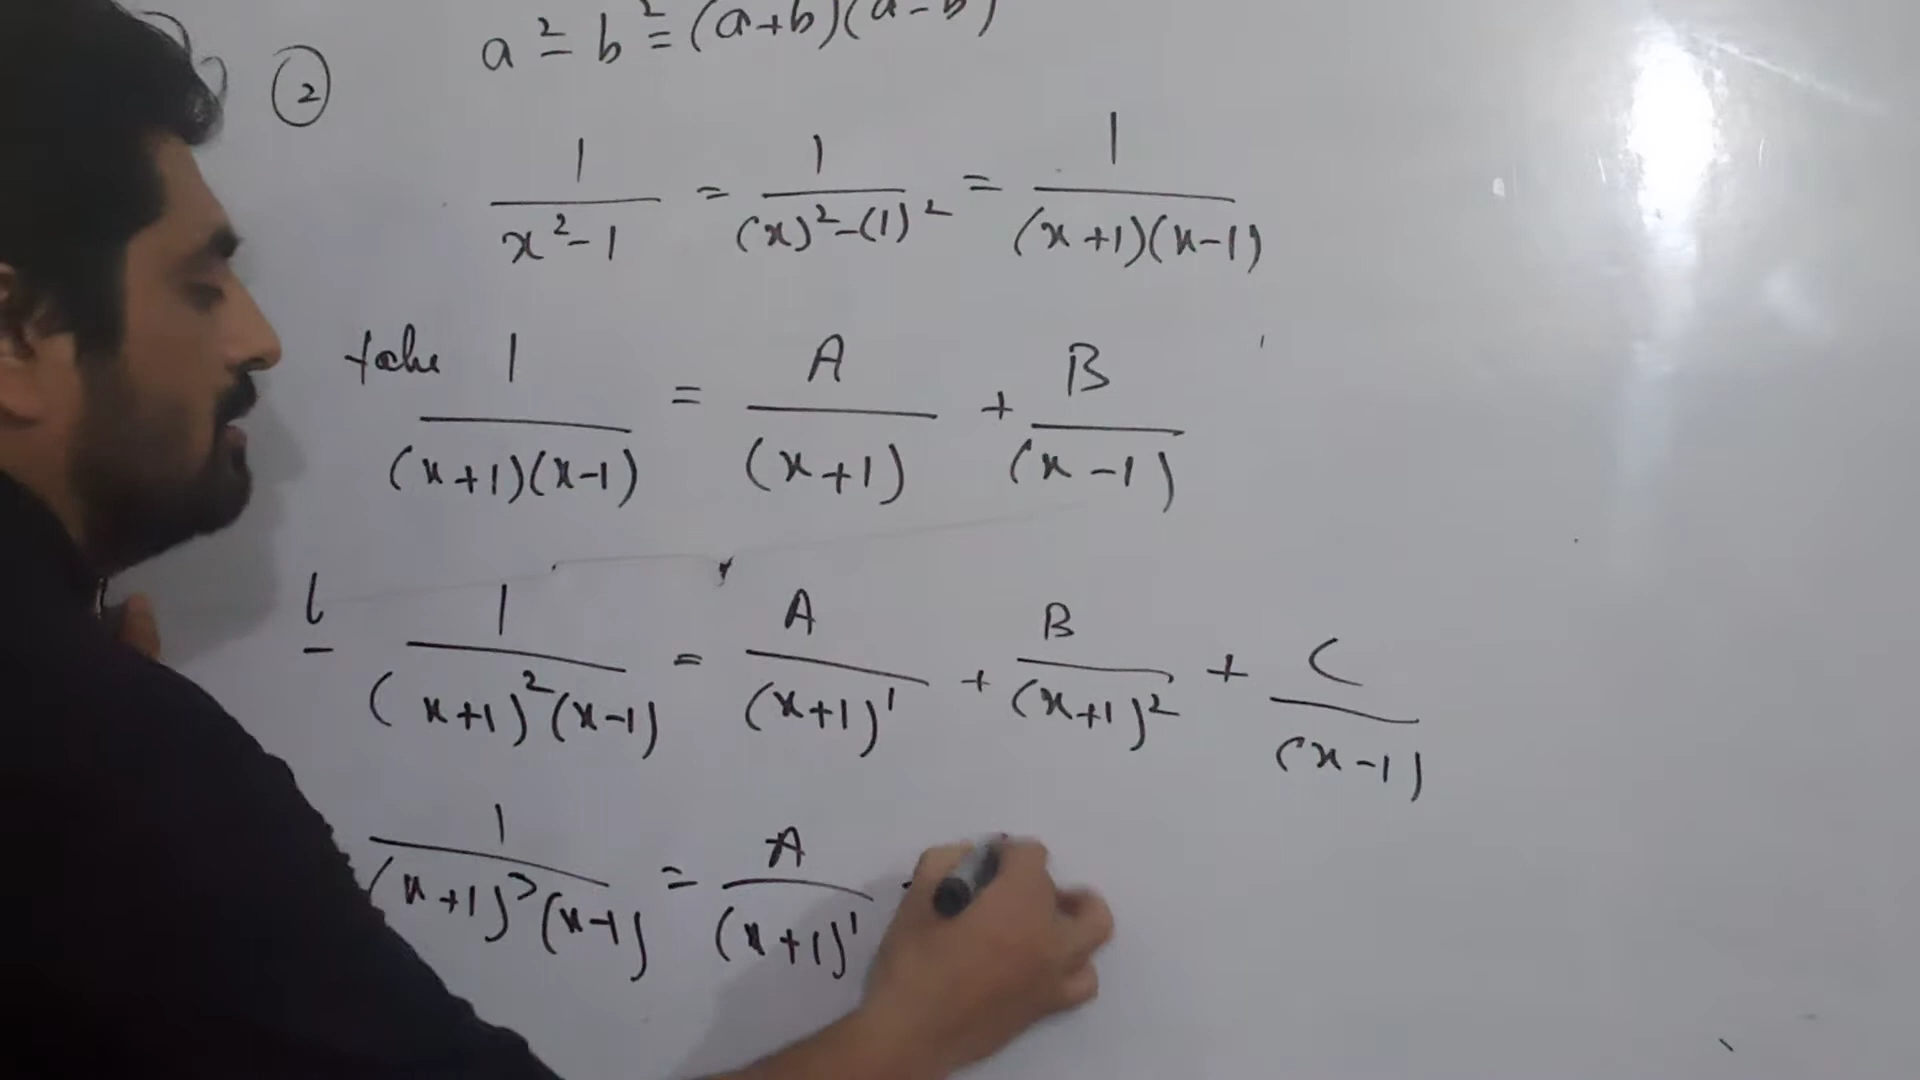 ② a² - b² = (a+b)(a-b)
1/(x²-1) = 1/((x)²-(1)²) = 1/((x+1)(x-1))
take 1/((x+1)(x-1)) = A/(x+1) + B/(x-1)
1/((x+1)²(x-1)) = A/(x+1)¹ + B/(x+1)² + C/(x-1)
1/((x+1)³(x-1)) = A/(x+1)¹